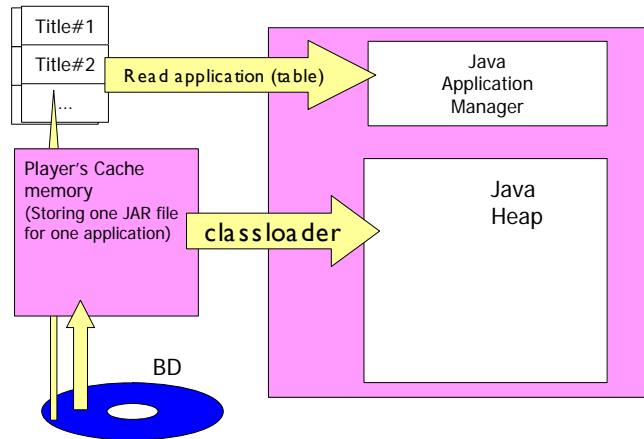 Title#1
Title#2
...
Read application (table)
Java
Application
Manager
Player's Cache
memory
(Storing one JAR file
for one application)
classloader
Java
Heap
BD